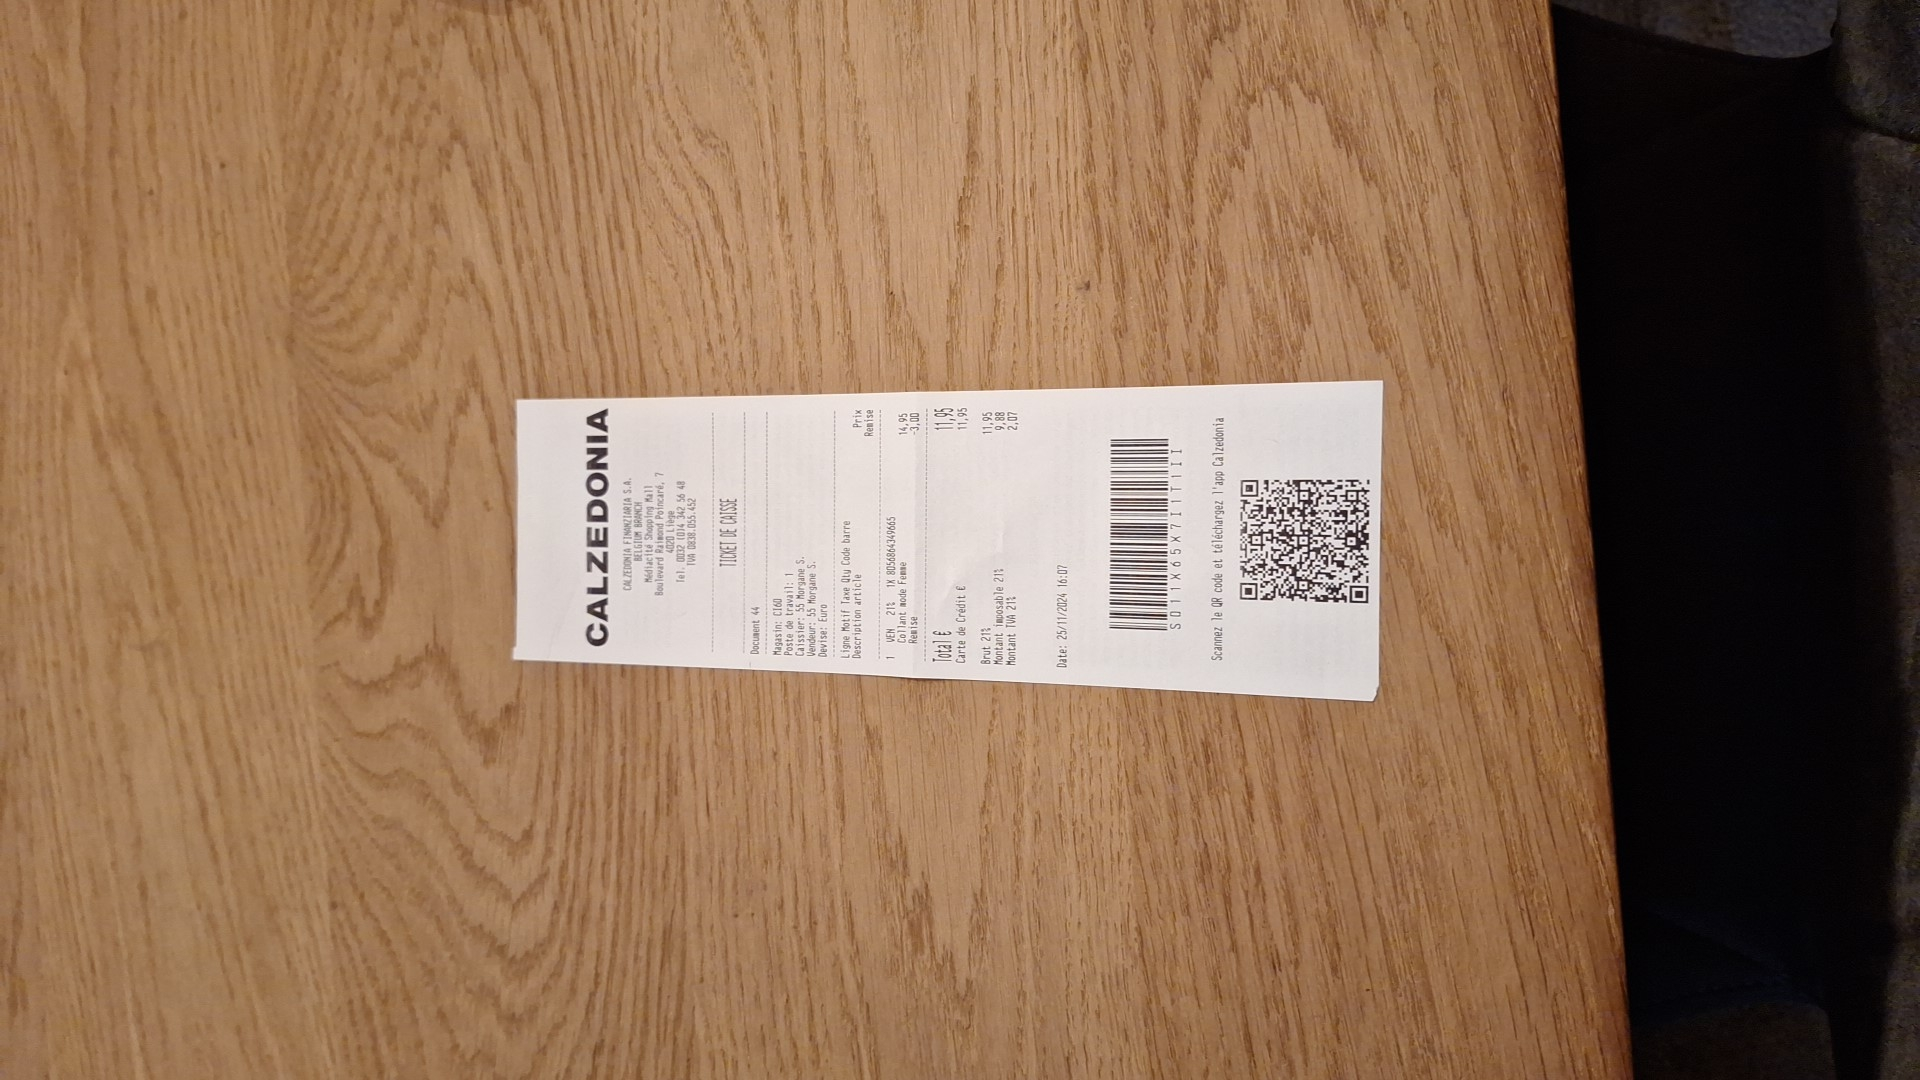 CALZEDONIA
CALZEDONIA FINANZIARIA S.A.
BELGIUM BRANCH
Médiacité Shopping Mall
Boulevard Raimond Poincaré, 7
4020 Liège
Tel. 0032 (0)4 342 56 48
TVA 0838.055.452
TICKET DE CAISSE
Document 44
Magasin: CI60
Poste de travail: 1
Caissier: 55 Morgane S.
Vendeur: 55 Morgane S.
Devise: Euro
Ligne Motif Taxe Qty Code barre Prix
Description article Remise
1 VEN 21% 1X 8056864349665 14,95
Collant mode Femme -3,00
Remise
Total € 11,95
Carte de Crédit € 11,95
Brut 21% 11,95
Montant imposable 21% 9,88
Montant TVA 21% 2,07
Date: 25/11/2024 16:07
S011X65X7I1T1II
Scannez le QR code et téléchargez l'app Calzedonia